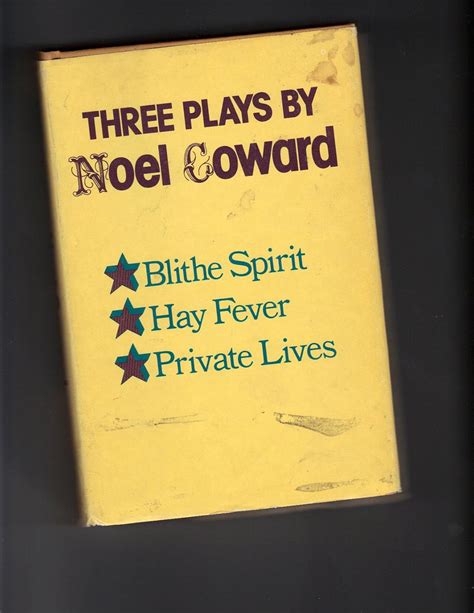 THREE PLAYS BY
Noel Coward
Blithe Spirit
Hay Fever
Private Lives